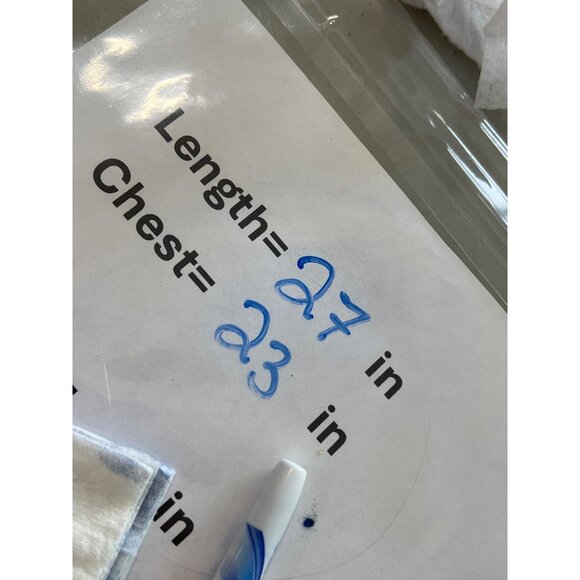 Length= 27 in
Chest= 23 in
in